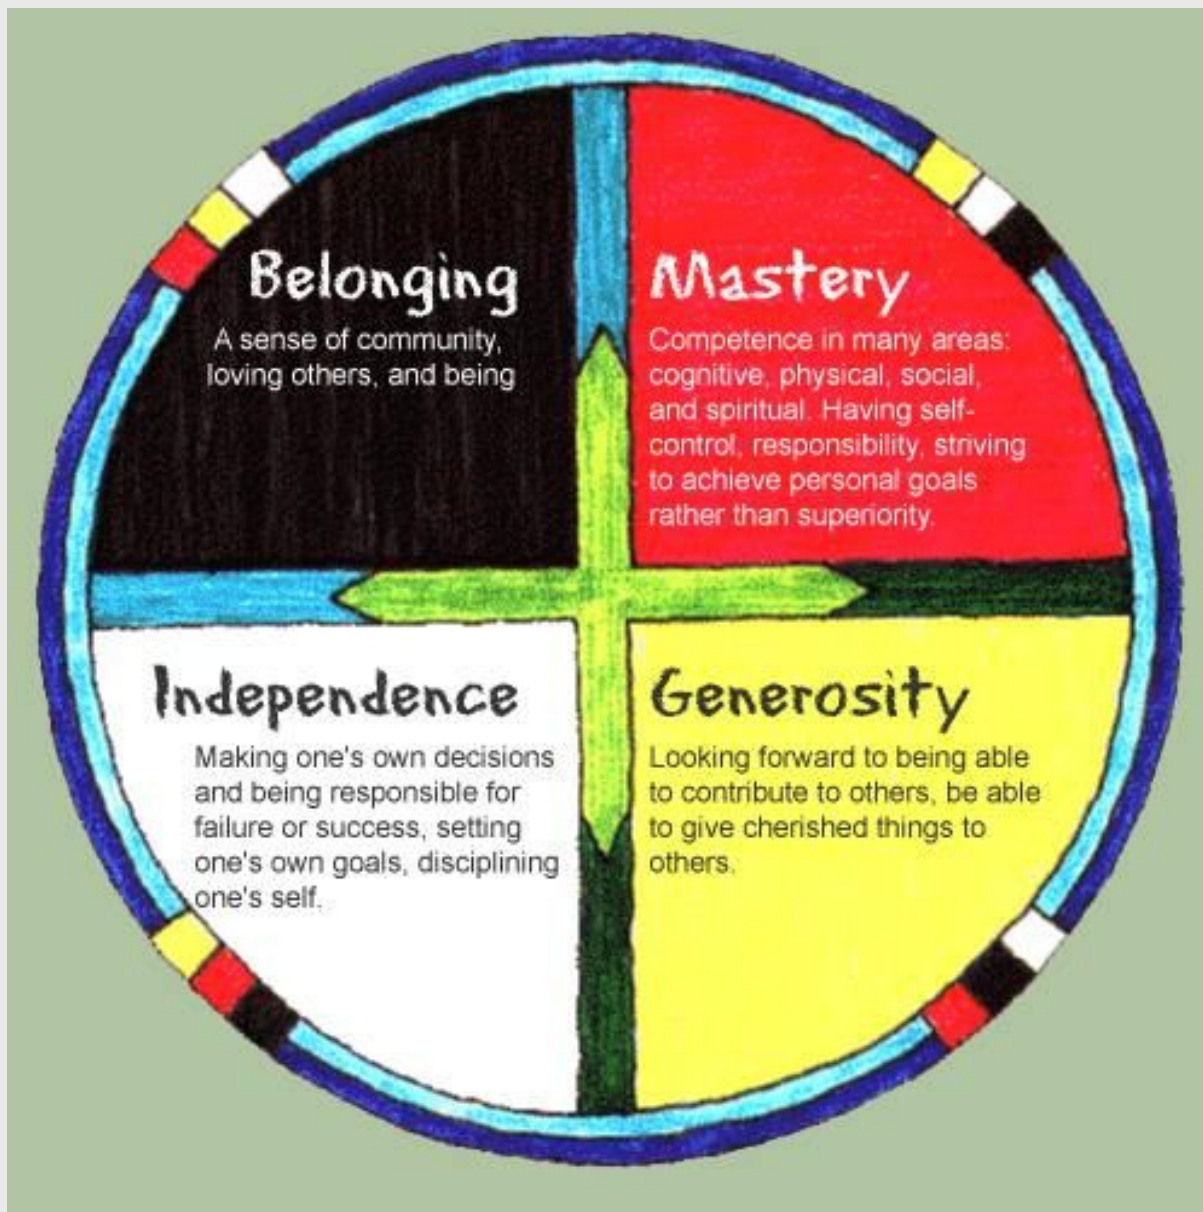 Belonging
A sense of community,
loving others, and being
Mastery
Competence in many areas:
cognitive, physical, social,
and spiritual. Having self-
control, responsibility, striving
to achieve personal goals
rather than superiority.
Independence
Making one's own decisions
and being responsible for
failure or success, setting
one's own goals, disciplining
one's self.
Generosity
Looking forward to being able
to contribute to others, be able
to give cherished things to
others.